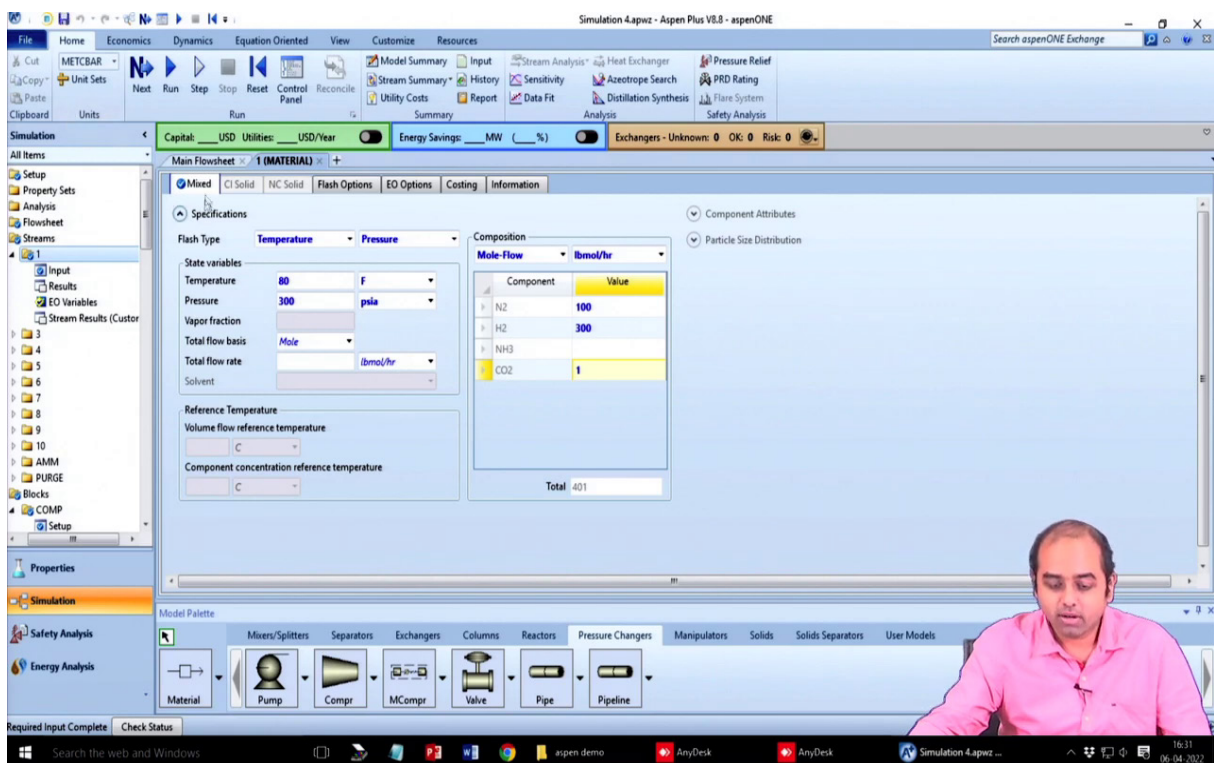 Simulation 4.apwz - Aspen Plus V8.8 - aspenONE
File Home Economics Dynamics Equation Oriented View Customize Resources Search aspenONE Exchange
Cut METCBAR Model Summary Input Stream Analysis Heat Exchanger Pressure Relief
Copy Unit Sets Next Run Step Stop Reset Control Panel Reconcile Stream Summary History Sensitivity Azeotrope Search PRD Rating
Paste Utility Costs Report Data Fit Distillation Synthesis Flare System
Clipboard Units Run Summary Analysis Safety Analysis
Simulation Capital: ____USD Utilities: ____USD/Year Energy Savings: ____MW (____%) Exchangers - Unknown: 0 OK: 0 Risk: 0
All Items Main Flowsheet 1 (MATERIAL) +
Setup Mixed CI Solid NC Solid Flash Options EO Options Costing Information
Property Sets
Analysis Specifications Component Attributes
Flowsheet
Streams Flash Type Temperature Pressure Composition Particle Size Distribution
1 State variables Mole-Flow lbmol/hr
Input Temperature 80 F Component Value
Results
EO Variables Pressure 300 psia N2 100
Stream Results (Custor Vapor fraction H2 300
3 Total flow basis Mole NH3
4 Total flow rate lbmol/hr CO2 1
5 Solvent
6
7 Reference Temperature
8 Volume flow reference temperature
9 C
10 Component concentration reference temperature
AMM C Total 401
PURGE
Blocks
COMP
Setup
Properties
Simulation
Model Palette
Safety Analysis Mixers/Splitters Separators Exchangers Columns Reactors Pressure Changers Manipulators Solids Solids Separators User Models
Energy Analysis
Material Pump Compr MCompr Valve Pipe Pipeline
Required Input Complete Check Status
Search the web and Windows aspen demo AnyDesk AnyDesk Simulation 4.apwz ... 16:31
06-04-2022